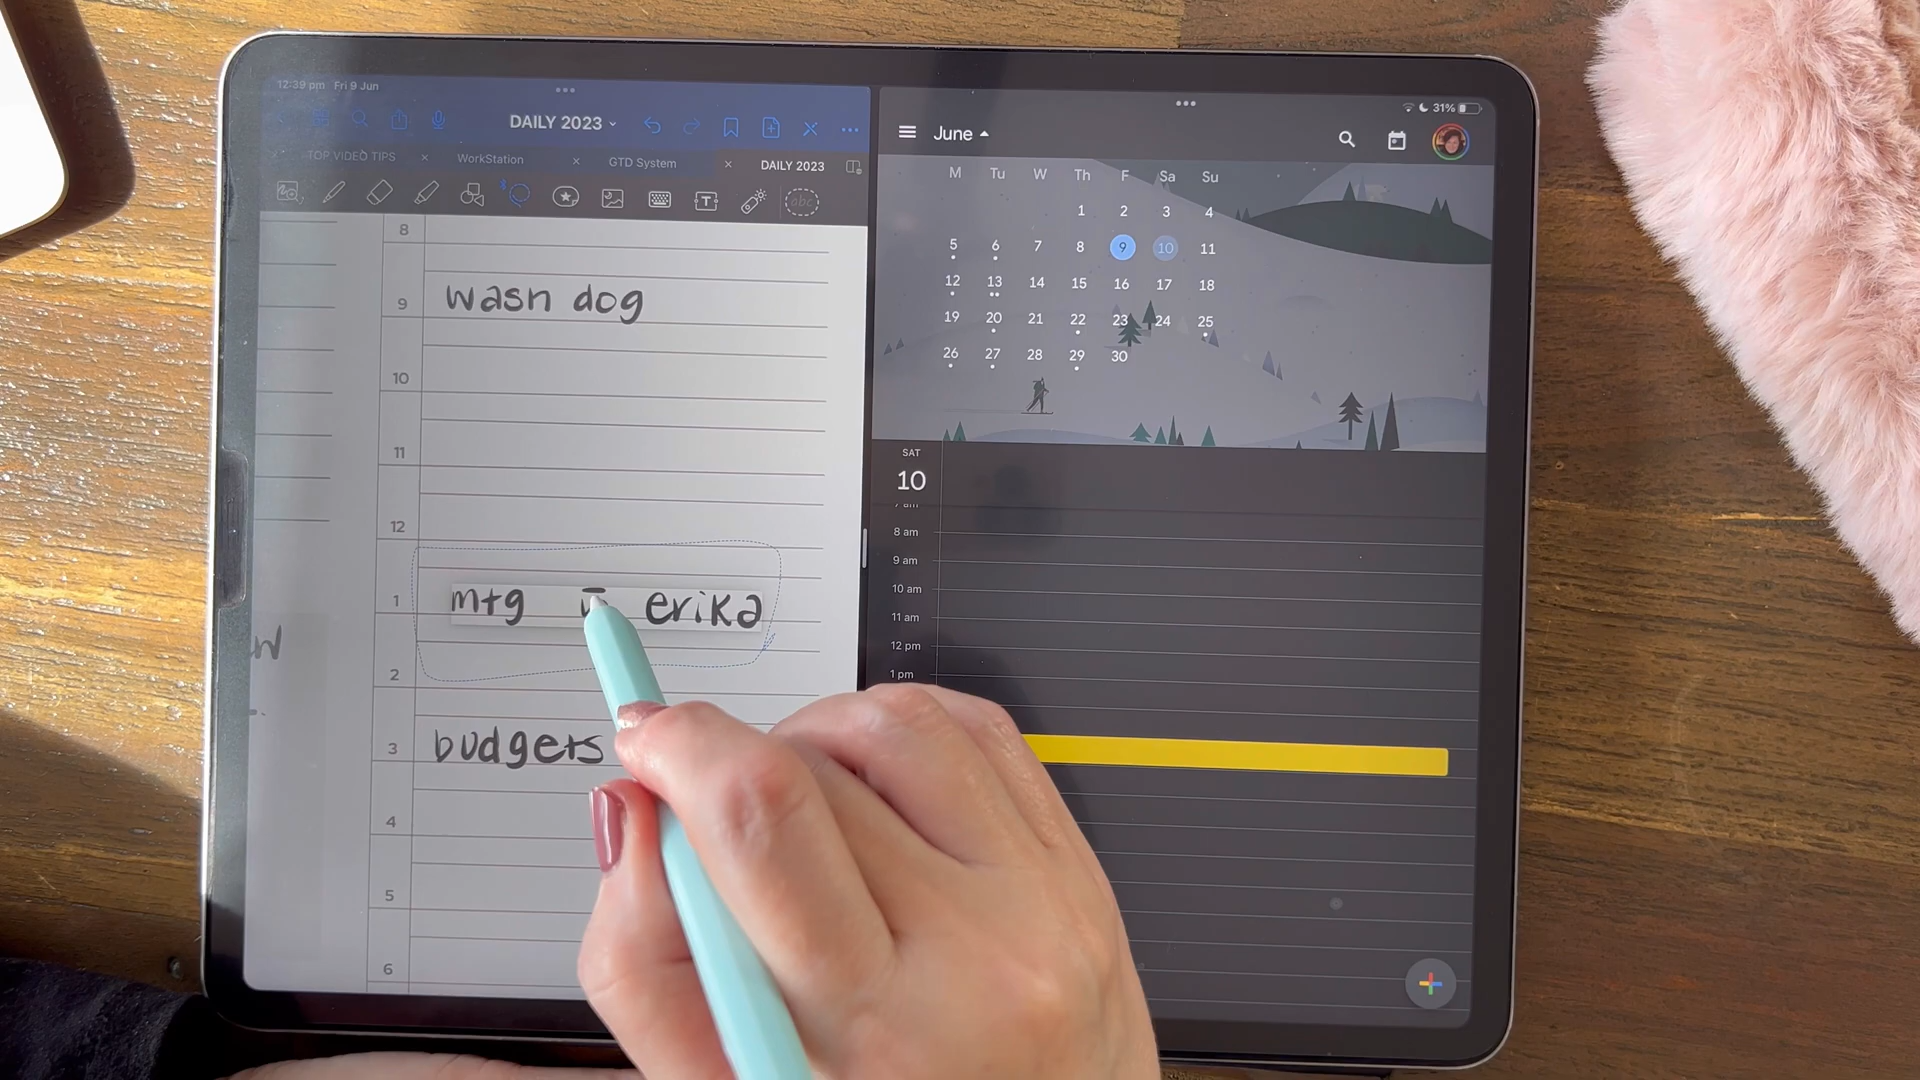 12:39 pm Fri 9 Jun
DAILY 2023
TOP VIDEO TIPS
WorkStation
GTD System
DAILY 2023
abc
8
9 wash dog
10
11
12
1 mtg erika
2
3 budgets
4
5
6
31%
June
M Tu W Th F Sa Su
1 2 3 4
5 6 7 8 9 10 11
12 13 14 15 16 17 18
19 20 21 22 23 24 25
26 27 28 29 30
SAT
10
7 am
8 am
9 am
10 am
11 am
12 pm
1 pm